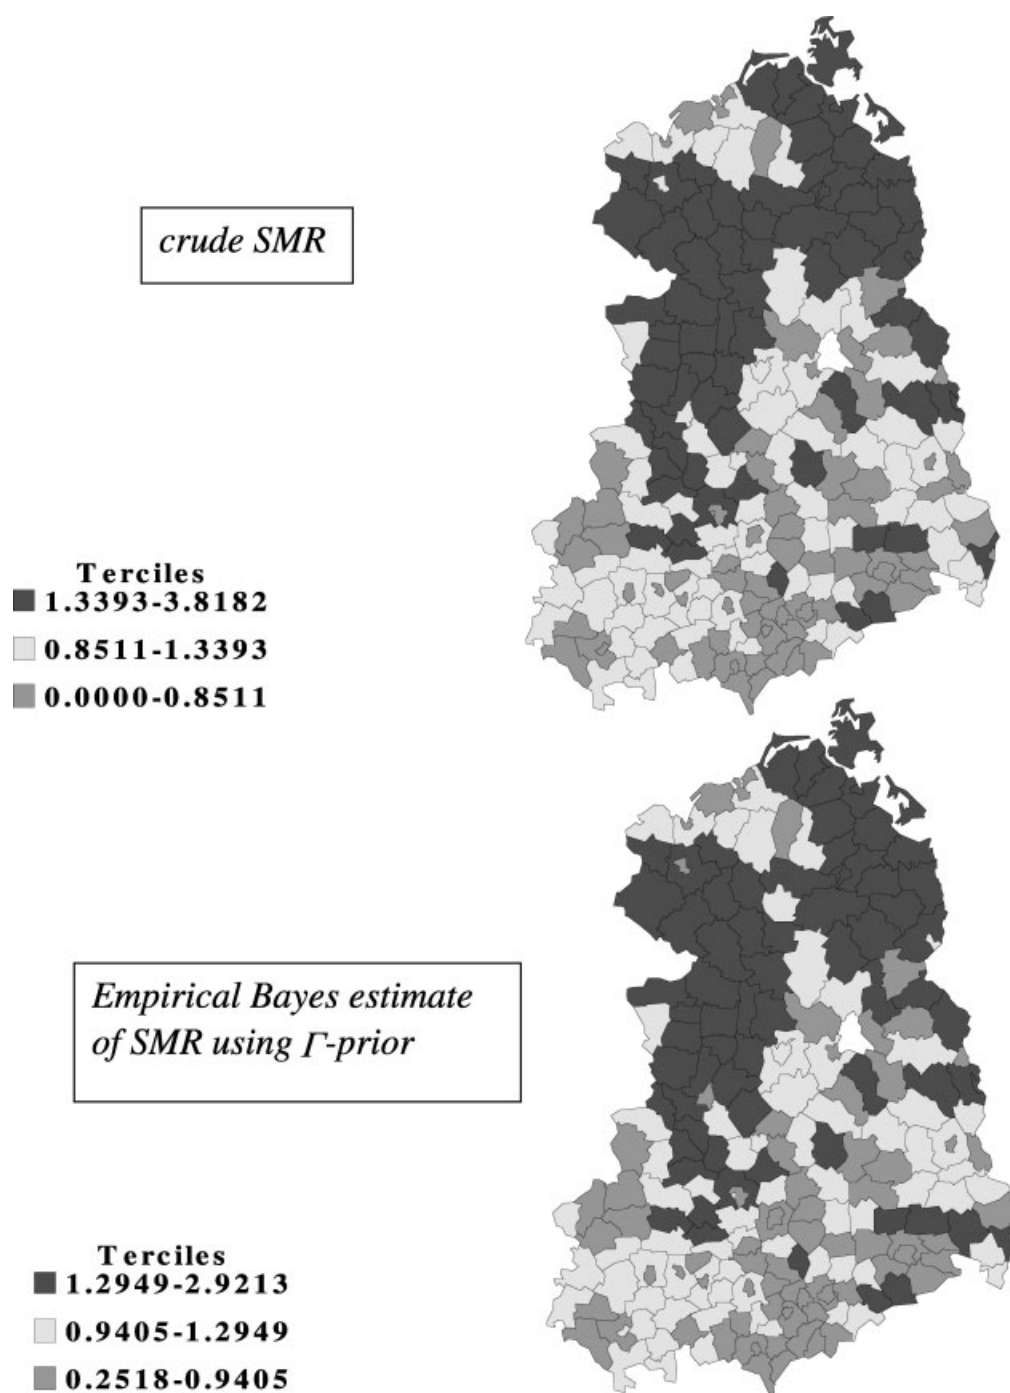 crude SMR
Terciles
1.3393-3.8182
0.8511-1.3393
0.0000-0.8511
Empirical Bayes estimate
of SMR using Γ-prior
Terciles
1.2949-2.9213
0.9405-1.2949
0.2518-0.9405